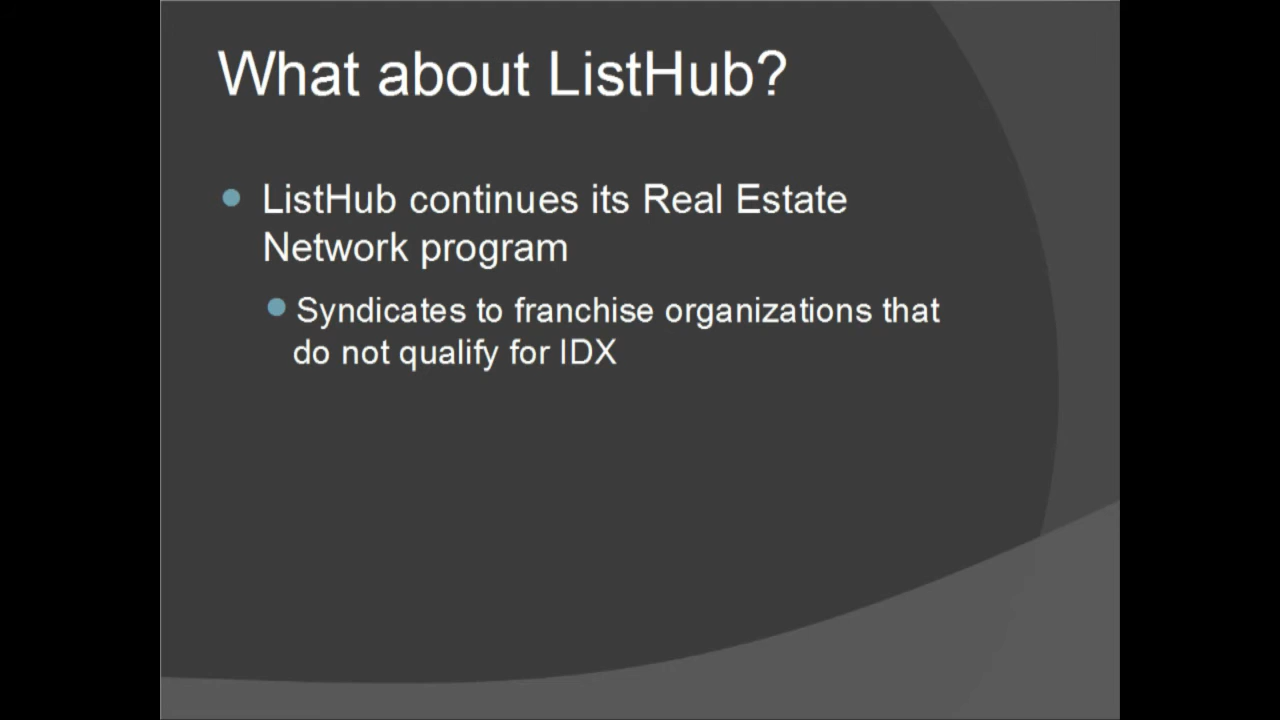 What about ListHub?
ListHub continues its Real Estate
Network program
Syndicates to franchise organizations that
do not qualify for IDX